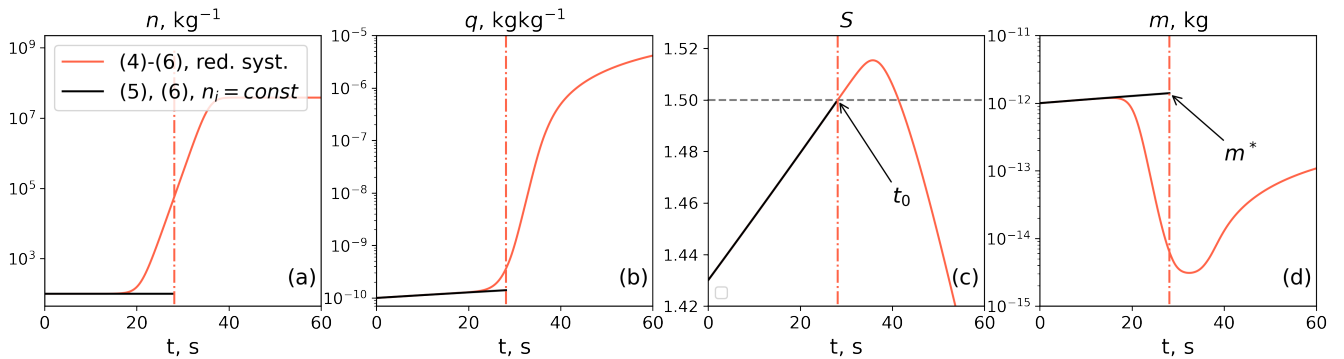 n, kg⁻¹
10⁹
10⁷
10⁵
10³
(4)-(6), red. syst.
(5), (6), nᵢ = const
(a)
0 20 40 60
t, s
q, kgkg⁻¹
10⁻⁵
10⁻⁶
10⁻⁷
10⁻⁸
10⁻⁹
10⁻¹⁰
(b)
0 20 40 60
t, s
S
1.52
1.50
1.48
1.46
1.44
1.42
t₀
(c)
0 20 40 60
t, s
m, kg
10⁻¹¹
10⁻¹²
10⁻¹³
10⁻¹⁴
10⁻¹⁵
m*
(d)
0 20 40 60
t, s